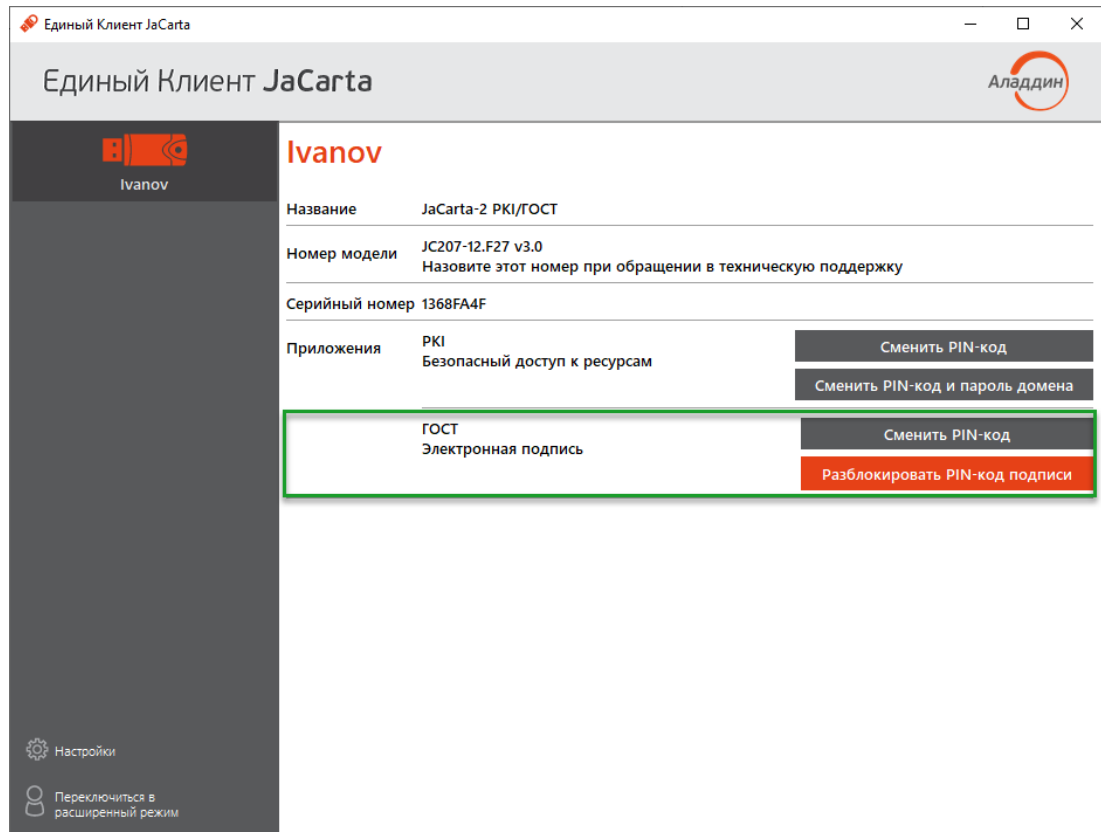 Единый Клиент JaCarta
Единый Клиент JaCarta
Аладдин
Ivanov
Ivanov
Название JaCarta-2 PKI/ГОСТ
Номер модели JC207-12.F27 v3.0
Назовите этот номер при обращении в техническую поддержку
Серийный номер 1368FA4F
Приложения PKI
Безопасный доступ к ресурсам
Сменить PIN-код
Сменить PIN-код и пароль домена
ГОСТ
Электронная подпись
Сменить PIN-код
Разблокировать PIN-код подписи
Настройки
Переключиться в
расширенный режим